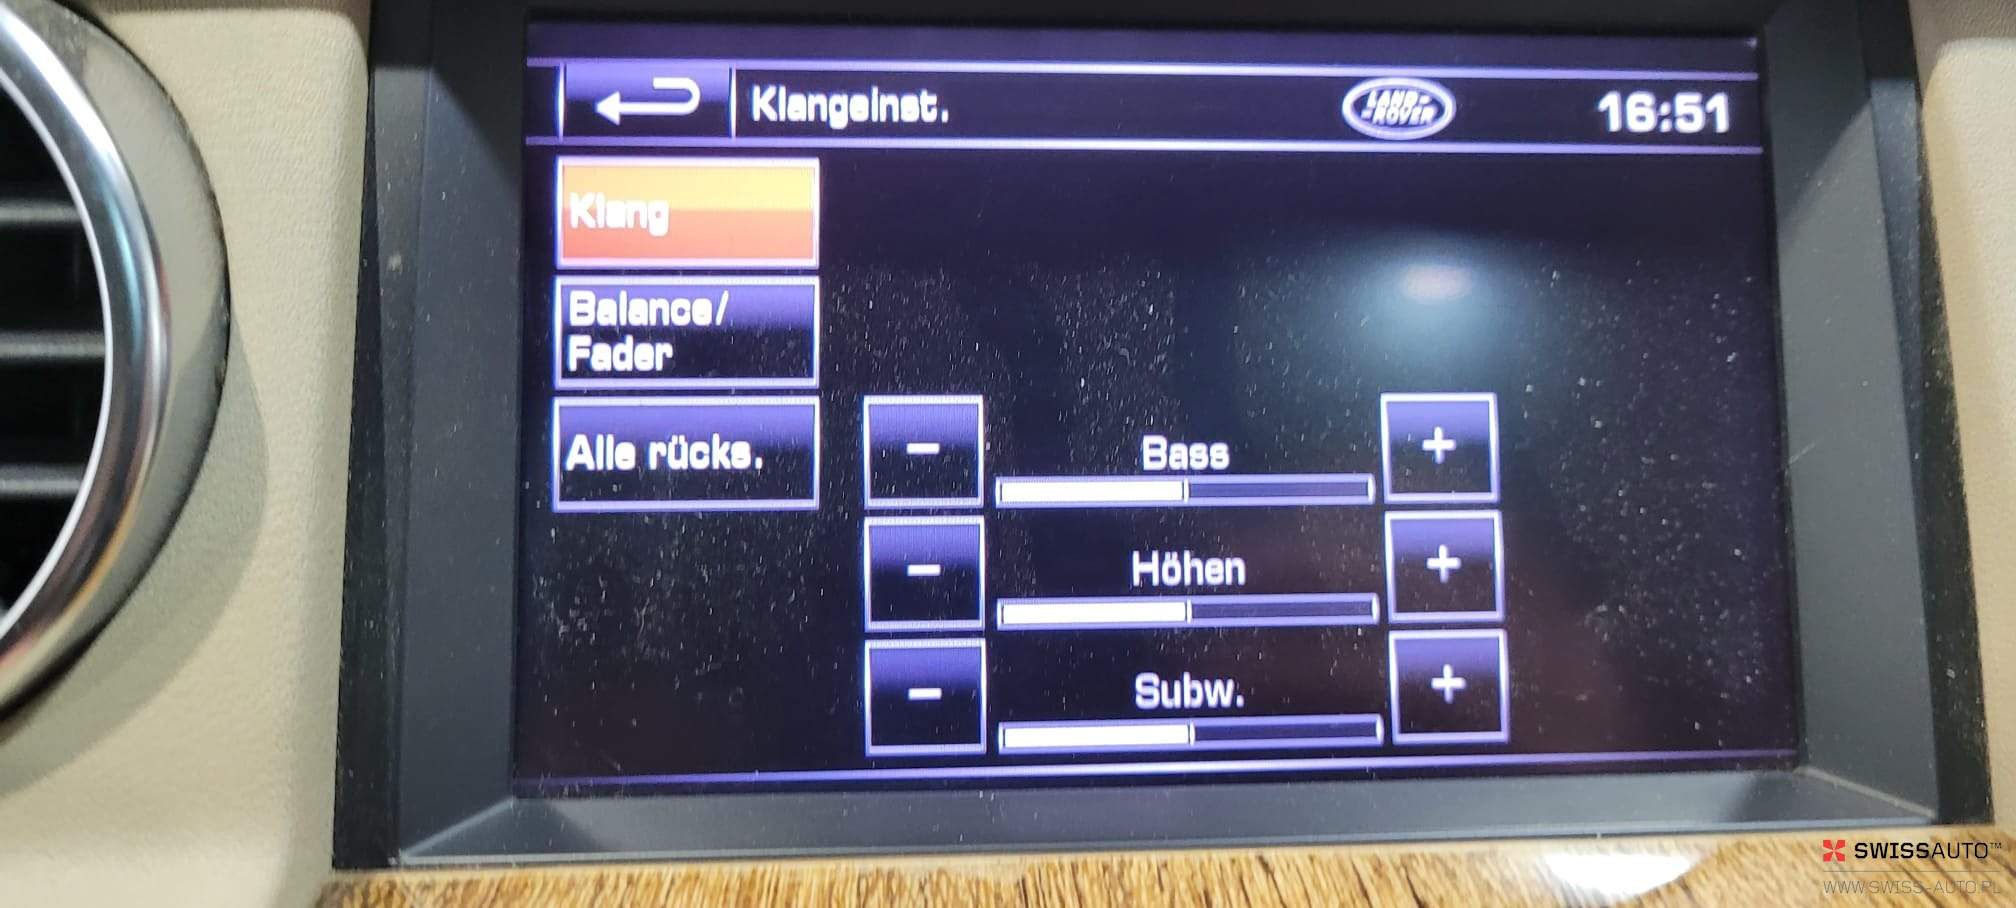 Klangeinst.
LAND-
-ROVER
16:51
Klang
Balance/
Fader
Alle rücks.
- Bass +
- Höhen +
- Subw. +
SWISSAUTO™
WWW.SWISS-AUTO.PL